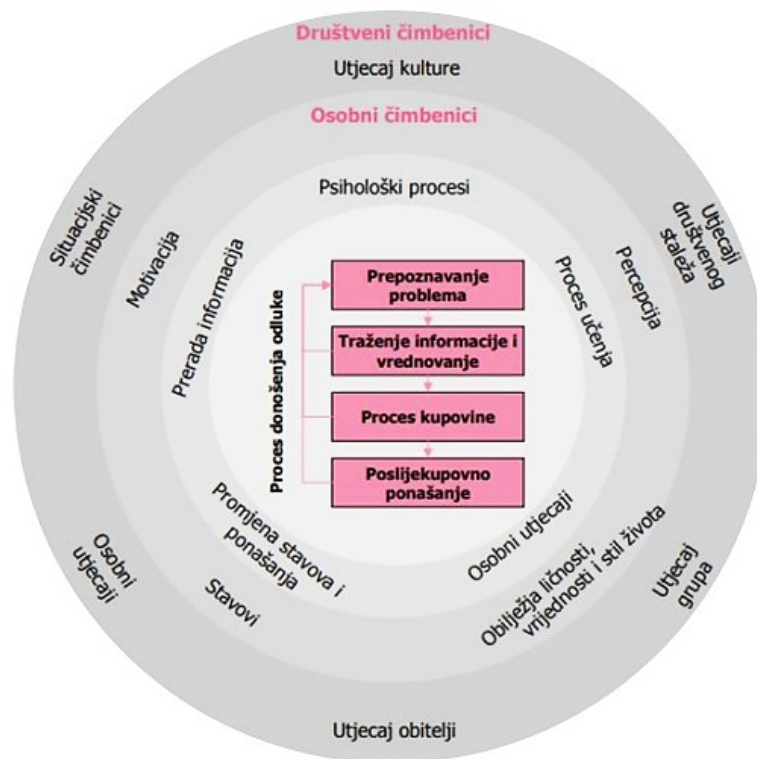 Društveni čimbenici
Utjecaj kulture
Osobni čimbenici
Psihološki procesi
Situacijski
čimbenici
Motivacija
Prerada informacija
Proces donošenja odluke
Prepoznavanje
problema
Traženje informacije i
vrednovanje
Proces kupovine
Poslijekupovno
ponašanje
Proces učenja
Percepcija
Utjecaji
društvenog
staleža
Osobni
utjecaji
Stavovi
Promjena stavova i
ponašanja
Osobni utjecaji
Obilježja ličnosti,
vrijednosti i stil života
Utjecaj
grupa
Utjecaj obitelji